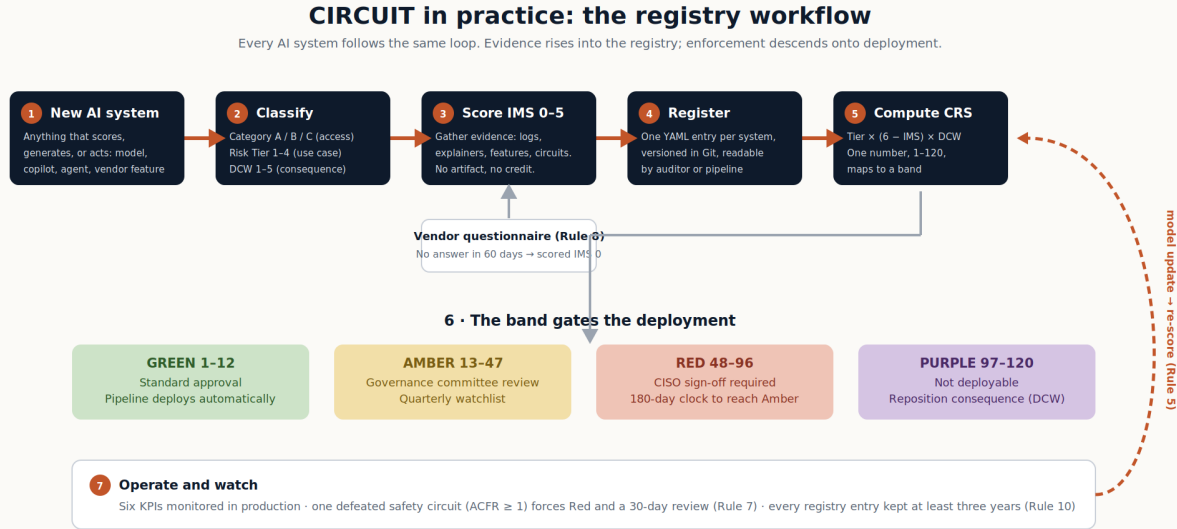 CIRCUIT in practice: the registry workflow
Every AI system follows the same loop. Evidence rises into the registry; enforcement descends onto deployment.
1 New AI system
Anything that scores,
generates, or acts: model,
copilot, agent, vendor feature
2 Classify
Category A / B / C (access)
Risk Tier 1–4 (use case)
DCW 1–5 (consequence)
3 Score IMS 0–5
Gather evidence: logs,
explainers, features, circuits.
No artifact, no credit.
4 Register
One YAML entry per system,
versioned in Git, readable
by auditor or pipeline
5 Compute CRS
Tier × (6 − IMS) × DCW
One number, 1–120,
maps to a band
Vendor questionnaire (Rule 8)
No answer in 60 days → scored IMS 0
6 · The band gates the deployment
GREEN 1–12
Standard approval
Pipeline deploys automatically
AMBER 13–47
Governance committee review
Quarterly watchlist
RED 48–96
CISO sign-off required
180-day clock to reach Amber
PURPLE 97–120
Not deployable
Reposition consequence (DCW)
model update → re-score (Rule 5)
7 Operate and watch
Six KPIs monitored in production · one defeated safety circuit (ACFR ≥ 1) forces Red and a 30-day review (Rule 7) · every registry entry kept at least three years (Rule 10)